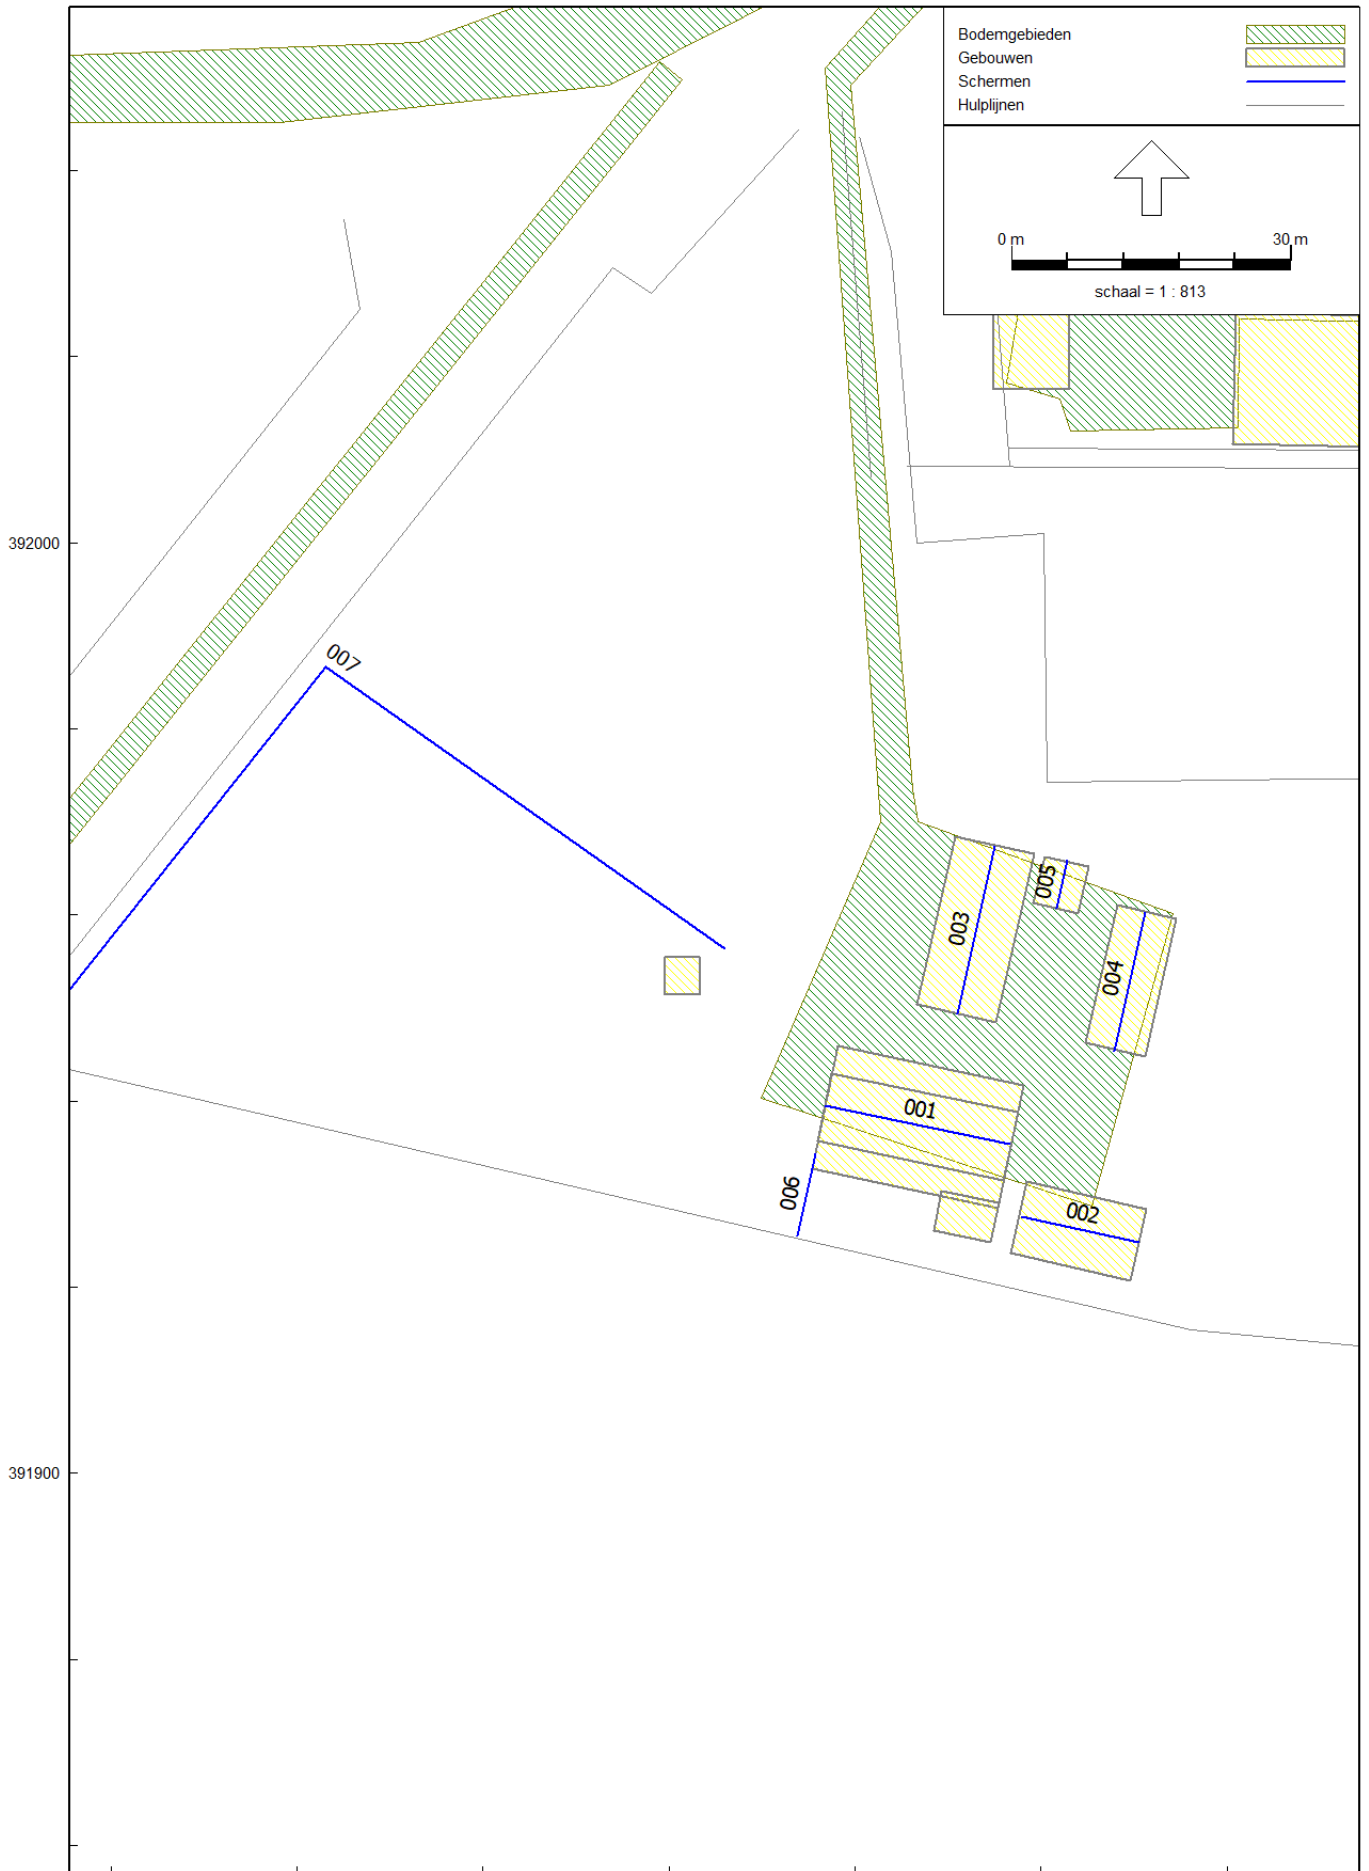 Bodemgebieden
Gebouwen
Schermen
Hulplijnen
0 m 30 m
schaal = 1 : 813
392000
007
005
003
004
001
006
002
391900